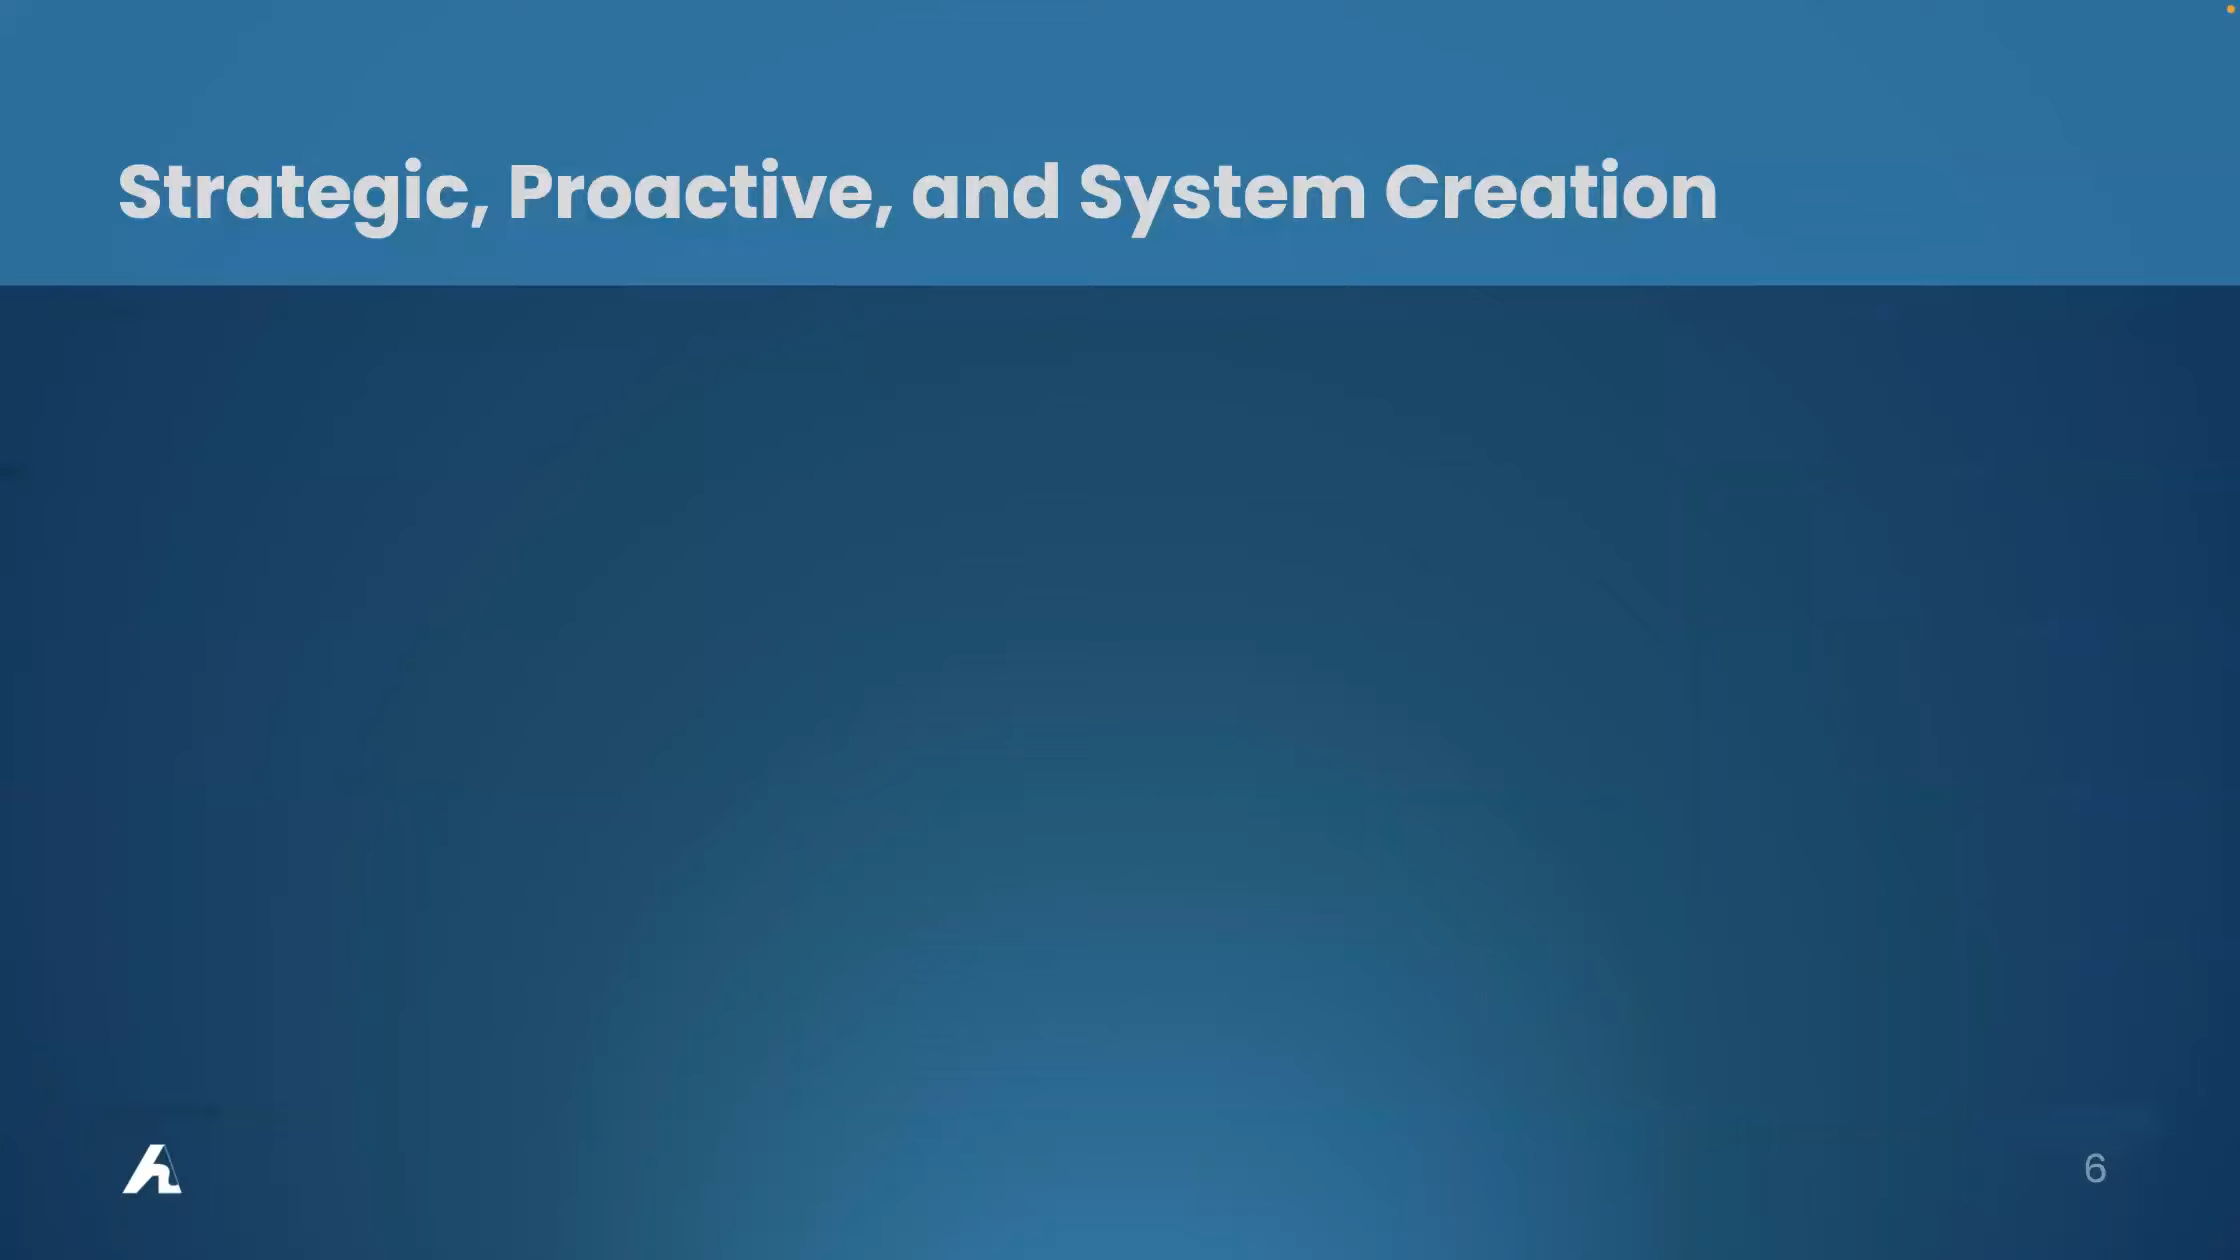 Strategic, Proactive, and System Creation
6